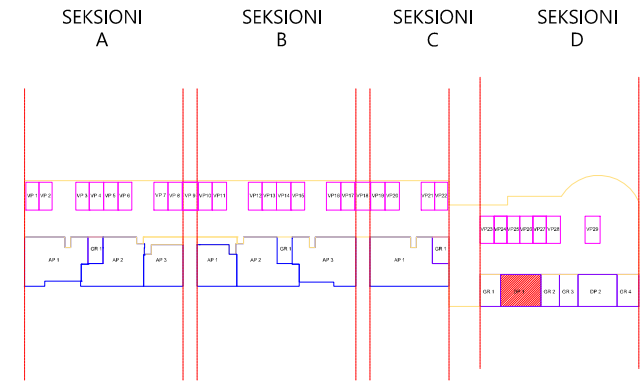 SEKSIONI A
SEKSIONI B
SEKSIONI C
SEKSIONI D
VP 1 VP 2 VP 3 VP 4 VP 5 VP 6 VP 7 VP 8 VP 9 VP10 VP11 VP12 VP13 VP14 VP15 VP16 VP17 VP18 VP19 VP20 VP21 VP22
VP23 VP24 VP25 VP26 VP27 VP28 VP29
AP 1 GR 1 AP 2 AP 3
AP 1 AP 2 GR 1 AP 3
AP 1 GR 1
GR 1 GR 2 GR 3 DP 2 GR 4